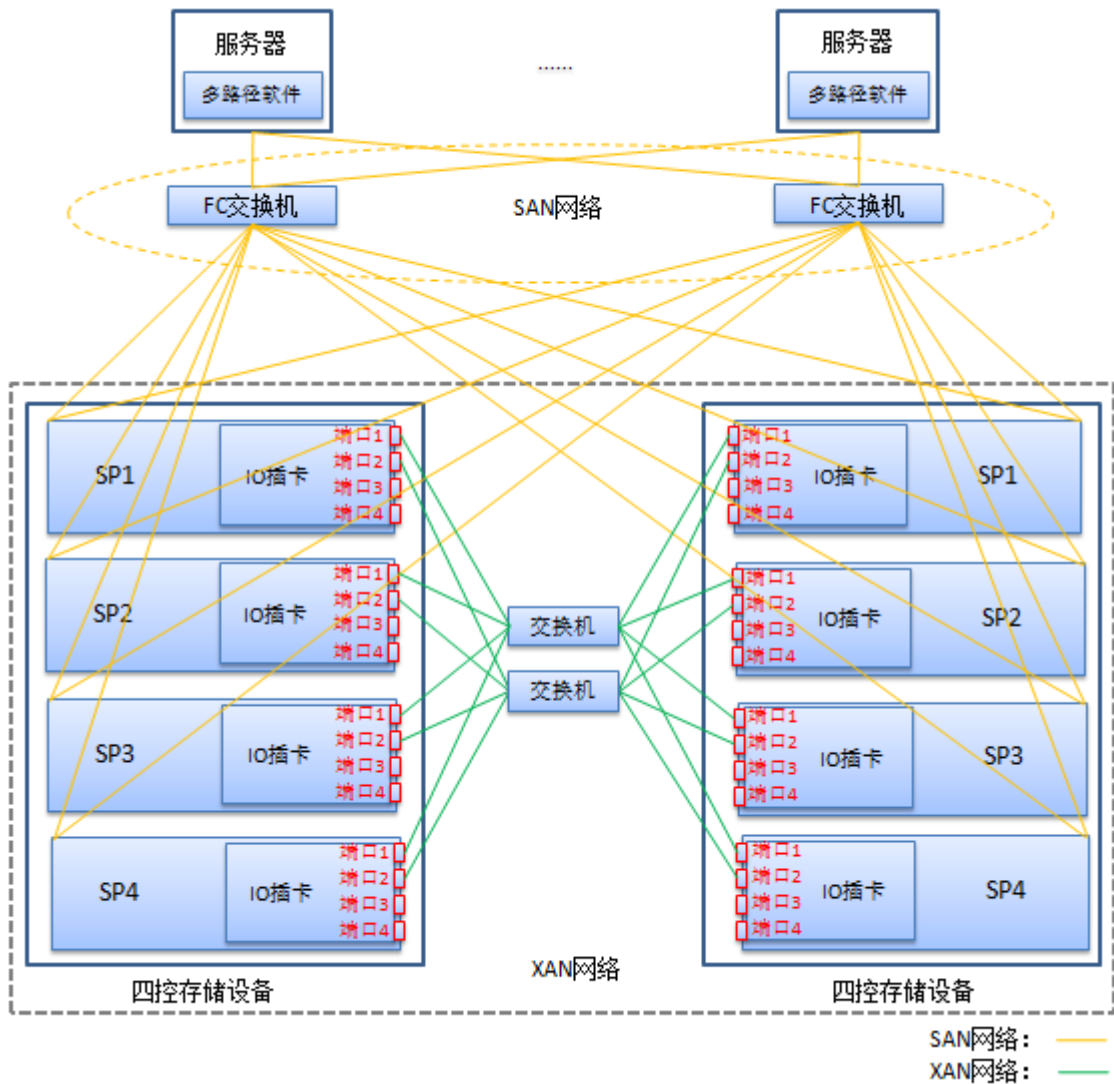 服务器
多路径软件
……
服务器
多路径软件
FC交换机
SAN网络
FC交换机
SP1
IO插卡
端口1
端口2
端口3
端口4
SP2
IO插卡
端口1
端口2
端口3
端口4
SP3
IO插卡
端口1
端口2
端口3
端口4
SP4
IO插卡
端口1
端口2
端口3
端口4
四控存储设备
交换机
交换机
XAN网络
端口1
端口2
端口3
端口4
IO插卡
SP1
端口1
端口2
端口3
端口4
IO插卡
SP2
端口1
端口2
端口3
端口4
IO插卡
SP3
端口1
端口2
端口3
端口4
IO插卡
SP4
四控存储设备
SAN网络：
XAN网络：